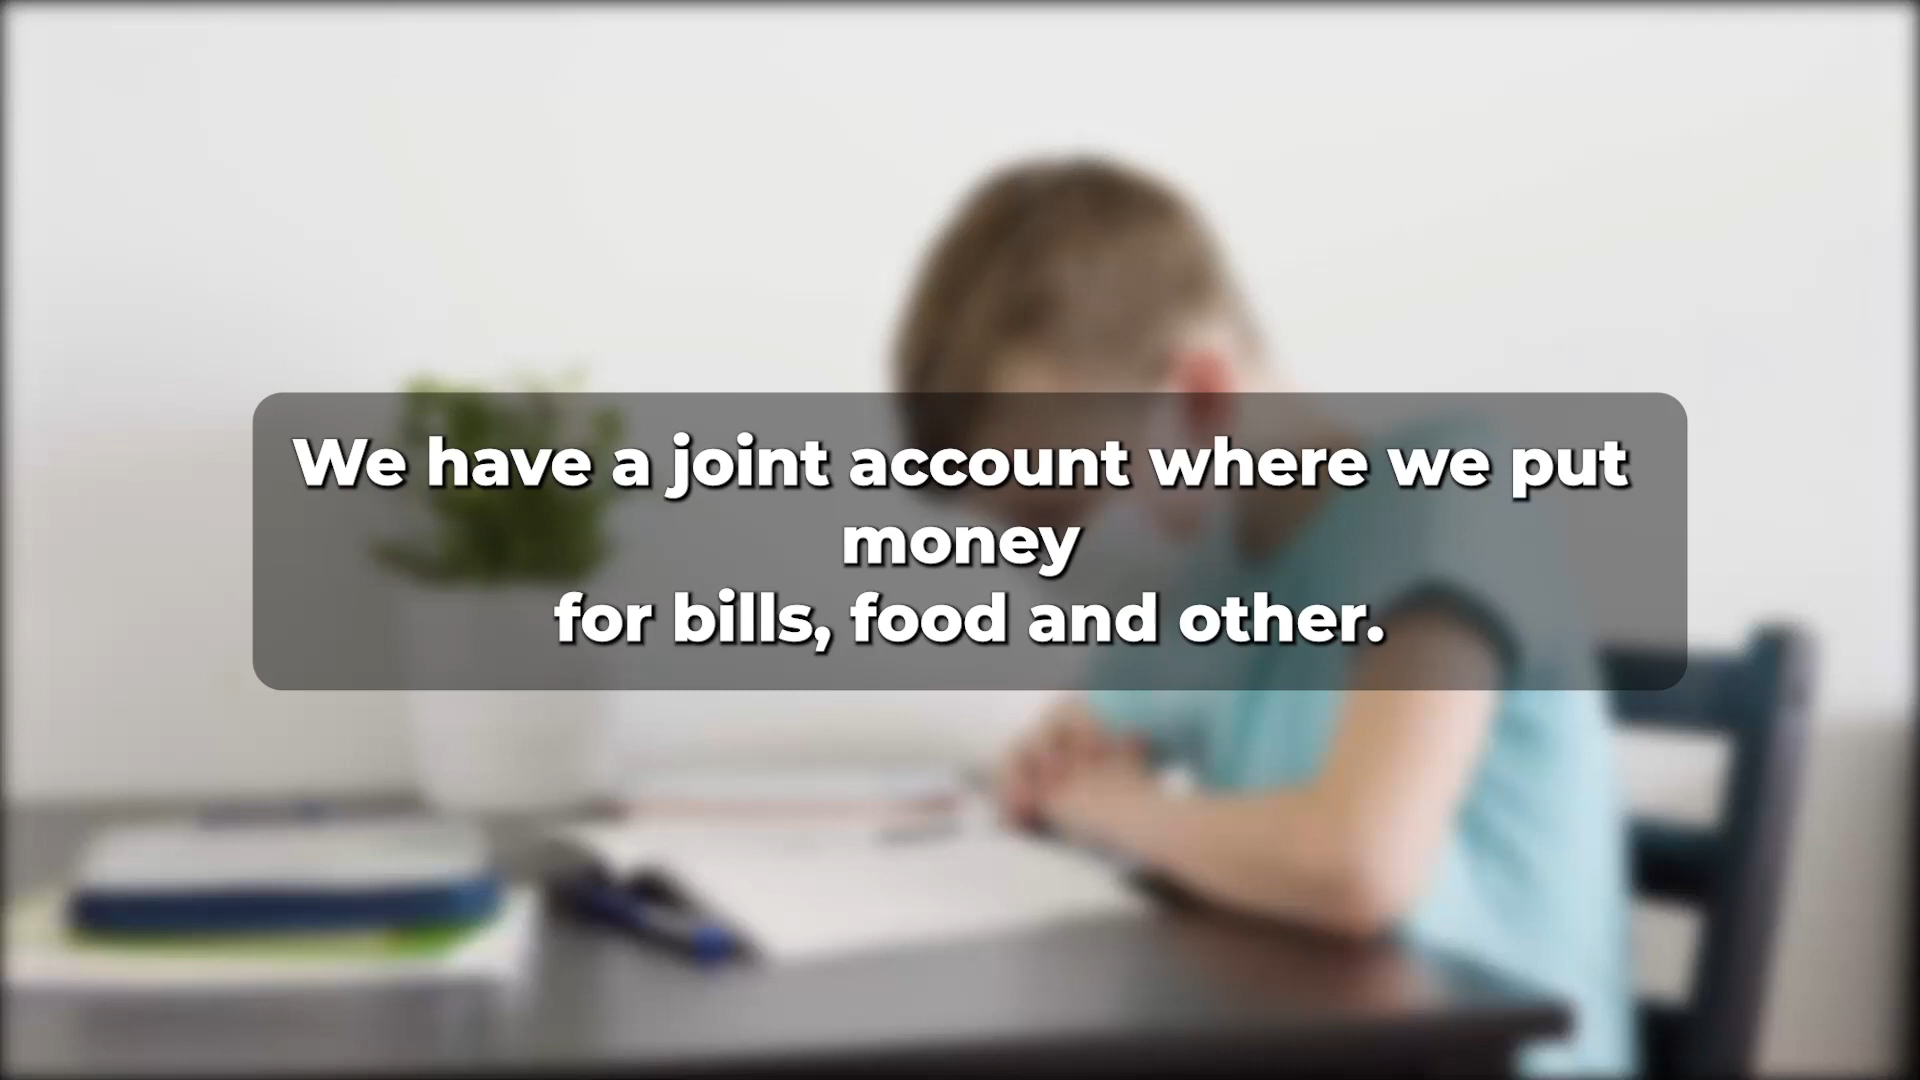 We have a joint account where we put
money
for bills, food and other.